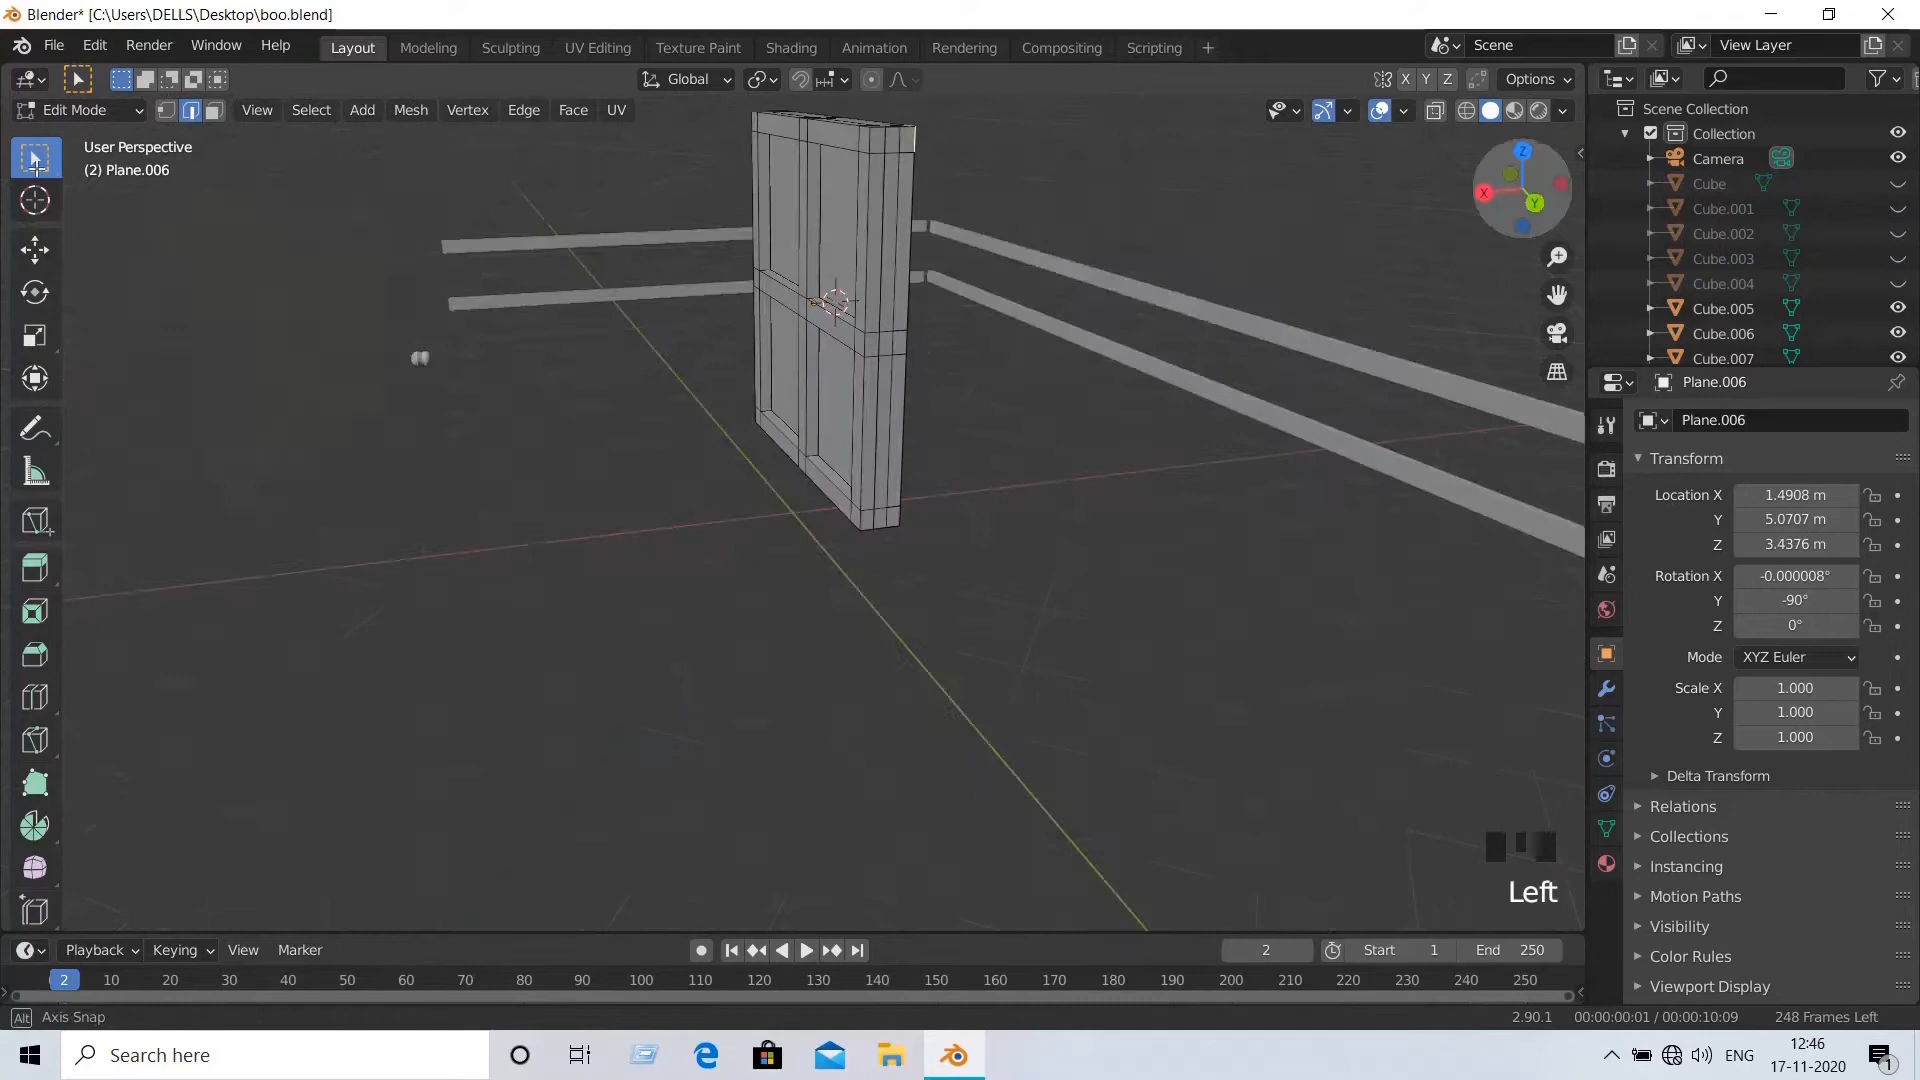 Blender* [C:\Users\DELLS\Desktop\boo.blend]
File Edit Render Window Help Layout Modeling Sculpting UV Editing Texture Paint Shading Animation Rendering Compositing Scripting + Scene View Layer
Global X Y Z Options
Edit Mode View Select Add Mesh Vertex Edge Face UV
User Perspective
(2) Plane.006
Z
X
Y
Scene Collection
Collection
Camera
Cube
Cube.001
Cube.002
Cube.003
Cube.004
Cube.005
Cube.006
Cube.007
Plane.006
Plane.006
Transform
Location X 1.4908 m
Y 5.0707 m
Z 3.4376 m
Rotation X -0.000008°
Y -90°
Z 0°
Mode XYZ Euler
Scale X 1.000
Y 1.000
Z 1.000
Delta Transform
Relations
Collections
Instancing
Motion Paths
Visibility
Color Rules
Viewport Display
Left
Playback Keying View Marker 2 Start 1 End 250
2 10 20 30 40 50 60 70 80 90 100 110 120 130 140 150 160 170 180 190 200 210 220 230 240 250
Alt Axis Snap 2.90.1 00:00:00:01 / 00:00:10:09 248 Frames Left
Search here
ENG
12:46
17-11-2020
1